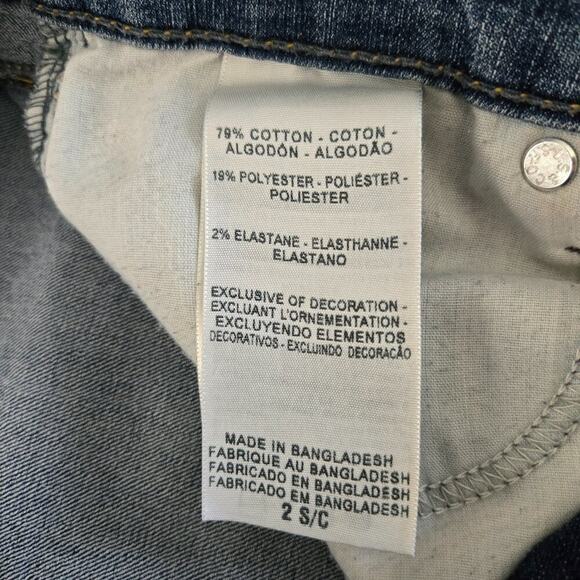 79% COTTON - COTON -
ALGODÓN - ALGODÃO
19% POLYESTER - POLIÉSTER -
POLIESTER
2% ELASTANE - ELASTHANNE -
ELASTANO
EXCLUSIVE OF DECORATION -
EXCLUANT L'ORNEMENTATION -
EXCLUYENDO ELEMENTOS
DECORATIVOS - EXCLUINDO DECORAÇÃO
MADE IN BANGLADESH
FABRIQUE AU BANGLADESH
FABRICADO EN BANGLADESH
FABRICADO EM BANGLADESH
2 S/C